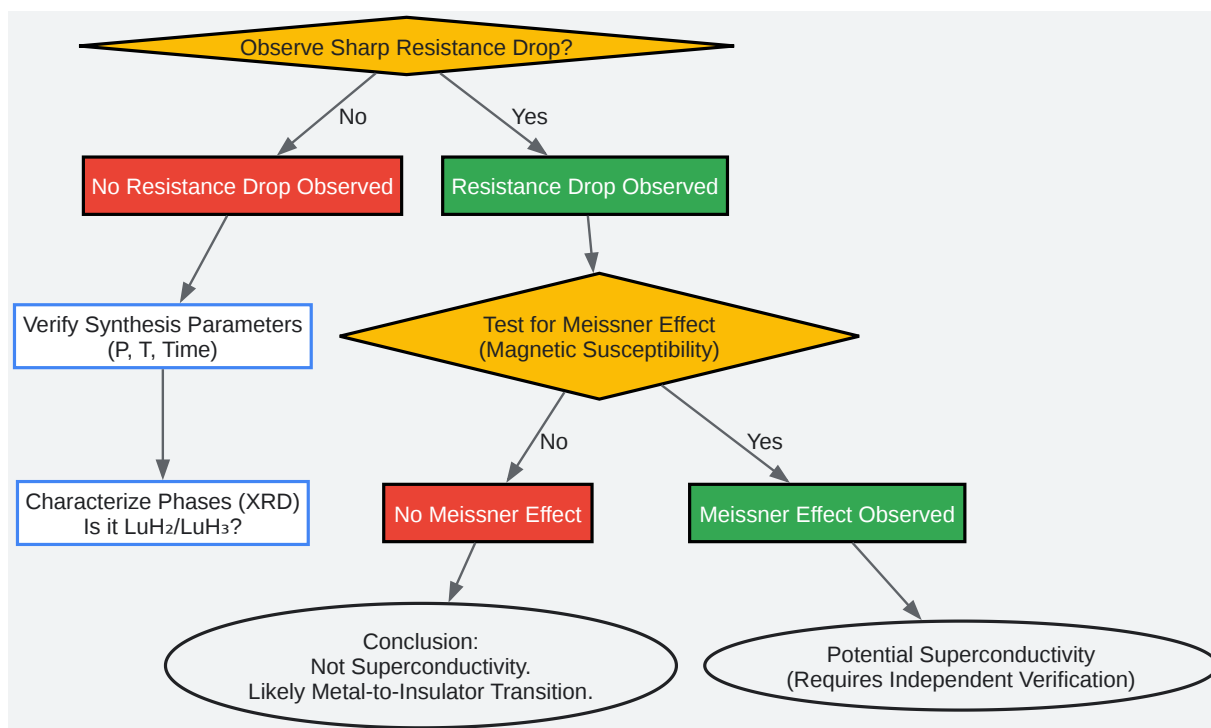 Observe Sharp Resistance Drop?
No
Yes
No Resistance Drop Observed
Resistance Drop Observed
Verify Synthesis Parameters
(P, T, Time)
Test for Meissner Effect
(Magnetic Susceptibility)
No
Yes
Characterize Phases (XRD)
Is it LuH₂/LuH₃?
No Meissner Effect
Meissner Effect Observed
Conclusion:
Not Superconductivity.
Likely Metal-to-Insulator Transition.
Potential Superconductivity
(Requires Independent Verification)